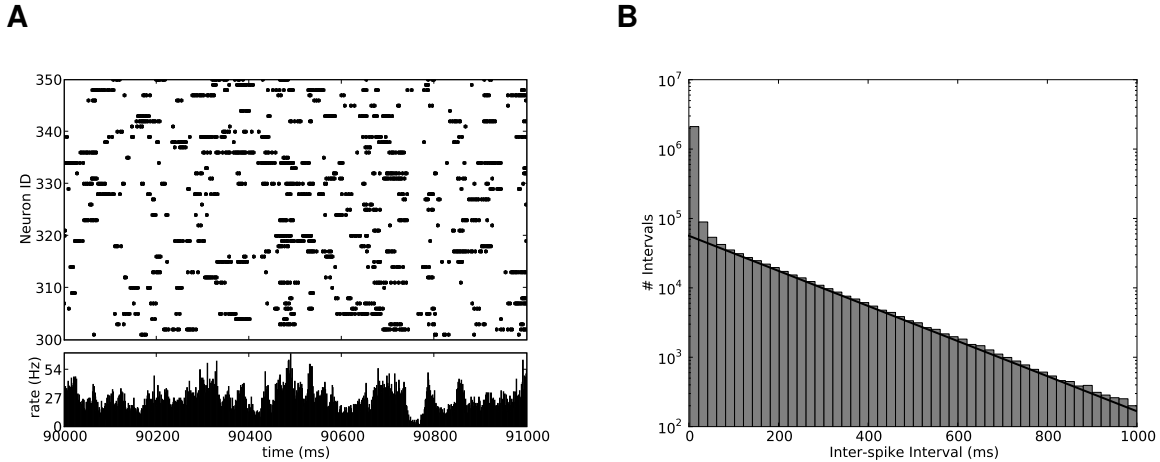 A
B
350
340
330
320
310
300
Neuron ID
54
27
0
rate (Hz)
90000 90200 90400 90600 90800 91000
time (ms)
10^7
10^6
10^5
10^4
10^3
10^2
# Intervals
0 200 400 600 800 1000
Inter-spike Interval (ms)